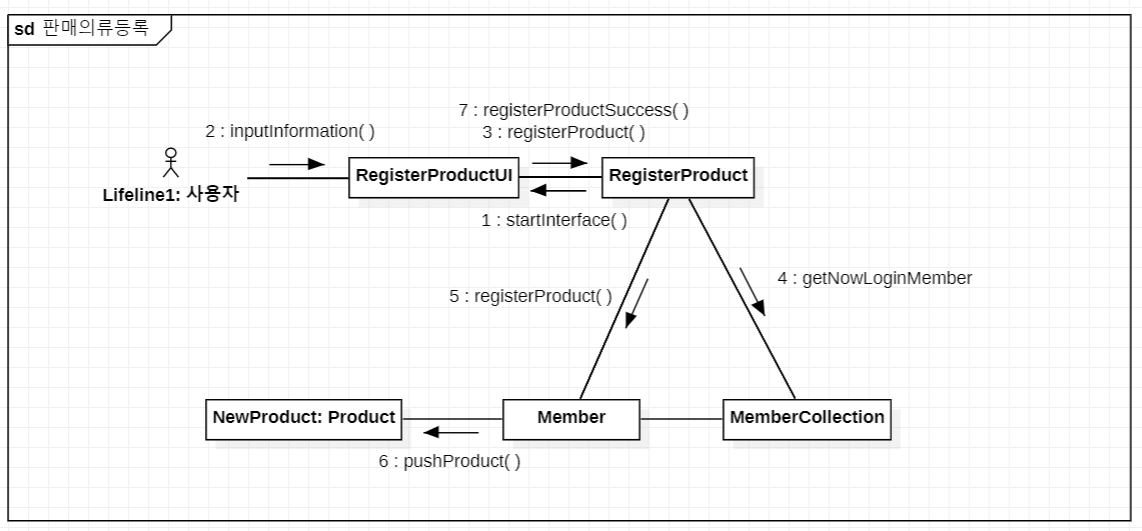 sd 판매의류등록
7 : registerProductSuccess( )
2 : inputInformation( )
3 : registerProduct( )
RegisterProductUI
RegisterProduct
Lifeline1: 사용자
1 : startInterface( )
4 : getNowLoginMember
5 : registerProduct( )
NewProduct: Product
Member
MemberCollection
6 : pushProduct( )